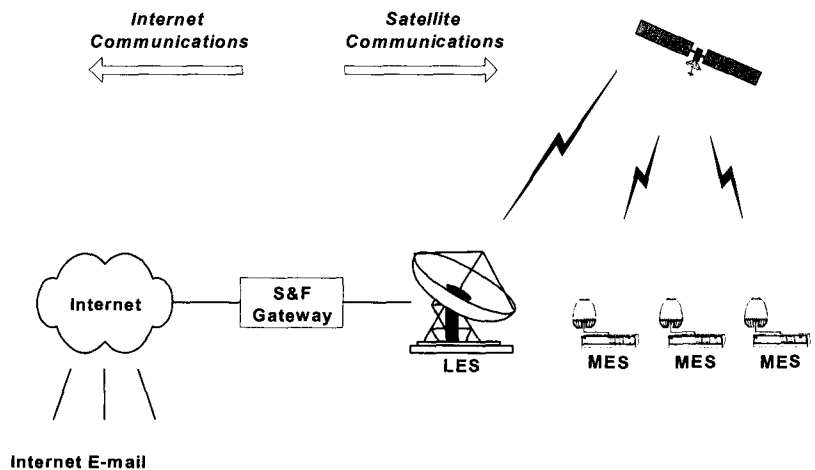 Internet
Communications
Satellite
Communications
Internet
S&F
Gateway
LES
MES
MES
MES
Internet E-mail